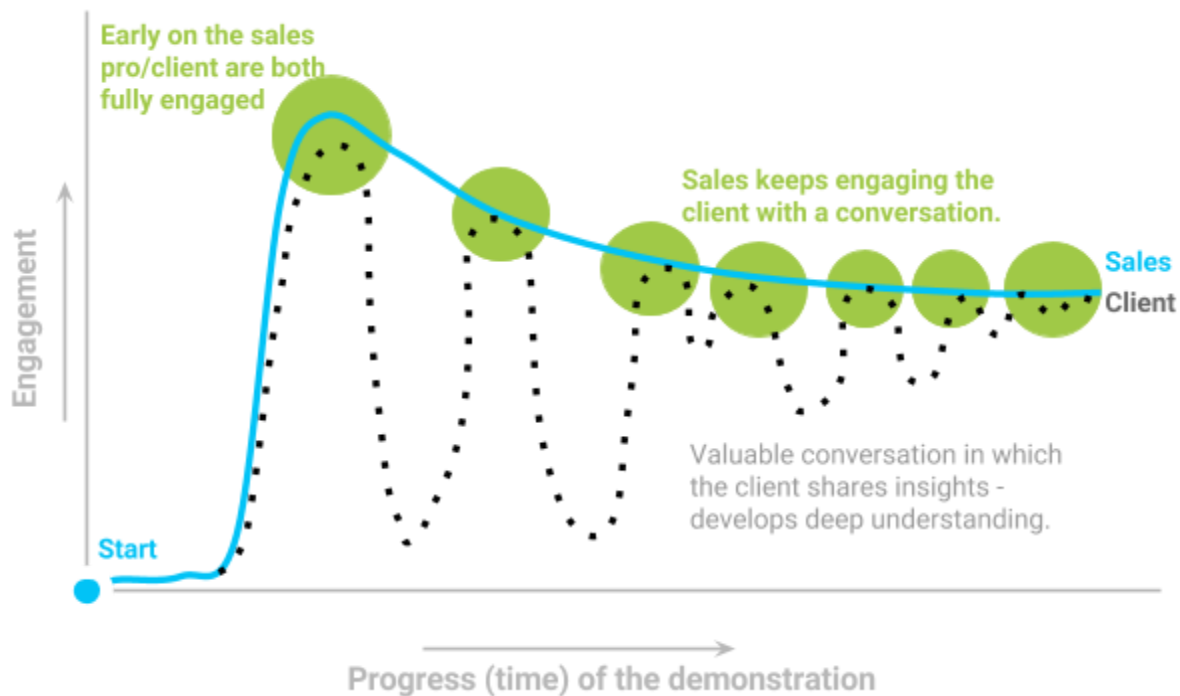 Early on the sales
pro/client are both
fully engaged
Sales keeps engaging the
client with a conversation.
Sales
Client
Engagement
Valuable conversation in which
the client shares insights -
develops deep understanding.
Start
Progress (time) of the demonstration